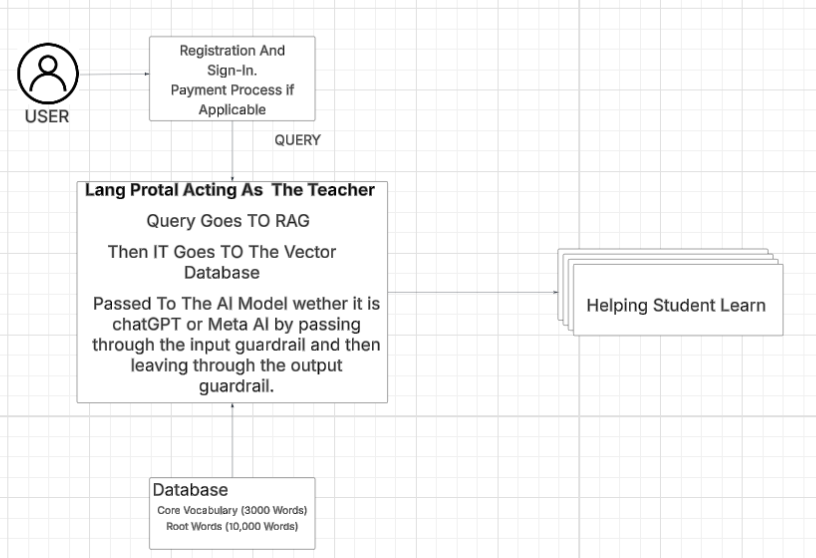 USER
Registration And
Sign-In.
Payment Process if
Applicable
QUERY
Lang Protal Acting As The Teacher
Query Goes TO RAG
Then IT Goes TO The Vector
Database
Passed To The AI Model wether it is
chatGPT or Meta AI by passing
through the input guardrail and then
leaving through the output
guardrail.
Helping Student Learn
Database
Core Vocabulary (3000 Words)
Root Words (10,000 Words)